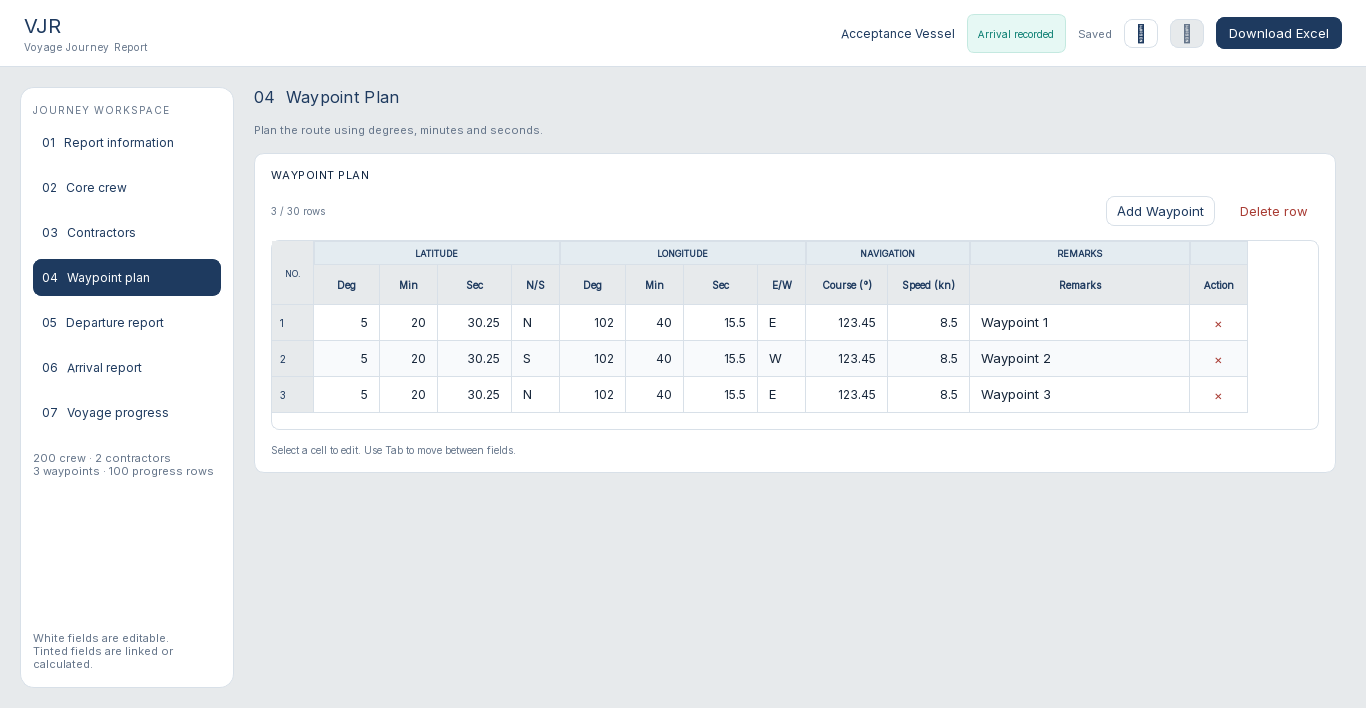 VJR
Voyage Journey Report
Acceptance Vessel
Arrival recorded
Saved
Download Excel
JOURNEY WORKSPACE
01 Report information
02 Core crew
03 Contractors
04 Waypoint plan
05 Departure report
06 Arrival report
07 Voyage progress
200 crew · 2 contractors
3 waypoints · 100 progress rows
White fields are editable.
Tinted fields are linked or
calculated.
04 Waypoint Plan
Plan the route using degrees, minutes and seconds.
WAYPOINT PLAN
3 / 30 rows
Add Waypoint
Delete row
NO. LATITUDE LONGITUDE NAVIGATION REMARKS
Deg Min Sec N/S Deg Min Sec E/W Course (°) Speed (kn) Remarks Action
1 5 20 30.25 N 102 40 15.5 E 123.45 8.5 Waypoint 1 ×
2 5 20 30.25 S 102 40 15.5 W 123.45 8.5 Waypoint 2 ×
3 5 20 30.25 N 102 40 15.5 E 123.45 8.5 Waypoint 3 ×
Select a cell to edit. Use Tab to move between fields.